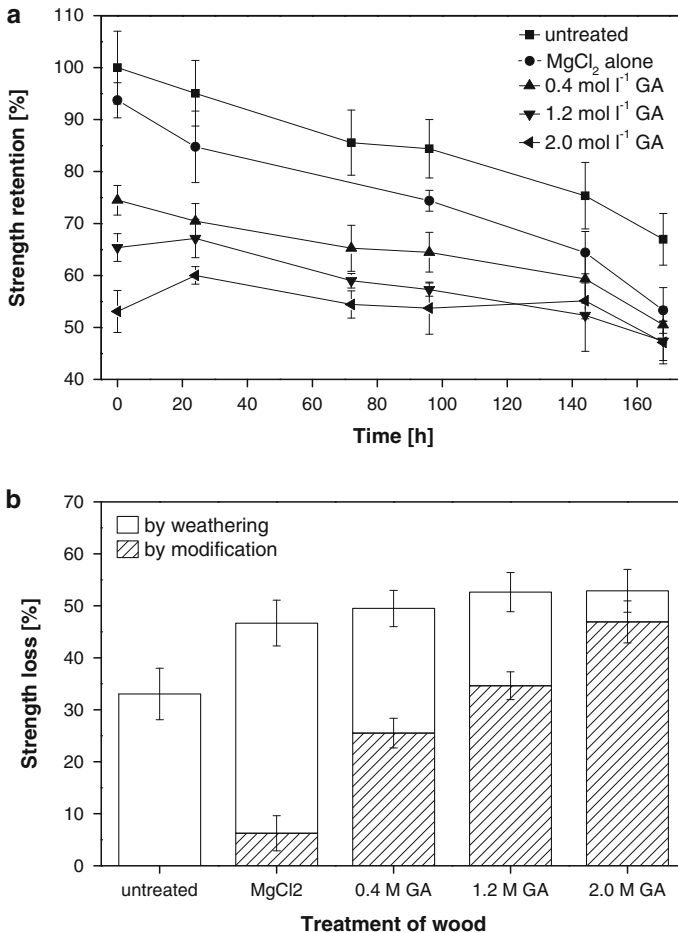 a
110
100
90
80
70
60
50
40
Strength retention [%]
untreated
MgCl₂ alone
0.4 mol l⁻¹ GA
1.2 mol l⁻¹ GA
2.0 mol l⁻¹ GA
0 20 40 60 80 100 120 140 160
Time [h]
b
70
60
50
40
30
20
10
0
Strength loss [%]
by weathering
by modification
untreated MgCl2 0.4 M GA 1.2 M GA 2.0 M GA
Treatment of wood